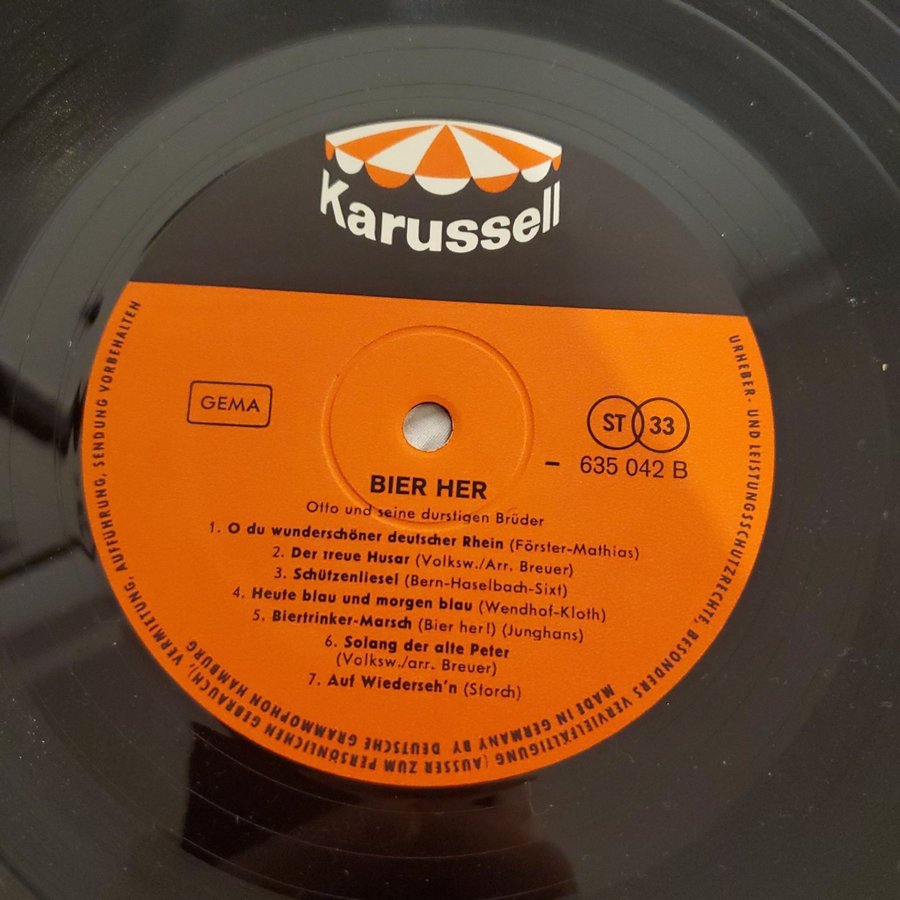 Karussell
GEMA
ST 33
635 042 B
BIER HER
Otto und seine durstigen Brüder
1. O du wunderschöner deutscher Rhein (Förster-Mathias)
2. Der treue Husar (Volksw./Arr. Breuer)
3. Schützenliesel (Bern-Haselbach-Sixt)
4. Heute blau und morgen blau (Wendhof-Kloth)
5. Biertrinker-Marsch (Bier her!) (Junghans)
6. Solang der alte Peter
(Volksw./arr. Breuer)
7. Auf Wiederseh'n (Storch)
URHEBER- UND LEISTUNGSSCHUTZRECHTE, BESONDERS VERVIELFÄLTIGUNG (AUSSER ZUM PERSÖNLICHEN GEBRAUCH), VERMIETUNG, AUFFÜHRUNG, SENDUNG VORBEHALTEN
MADE IN GERMANY BY DEUTSCHE GRAMMOPHON HAMBURG